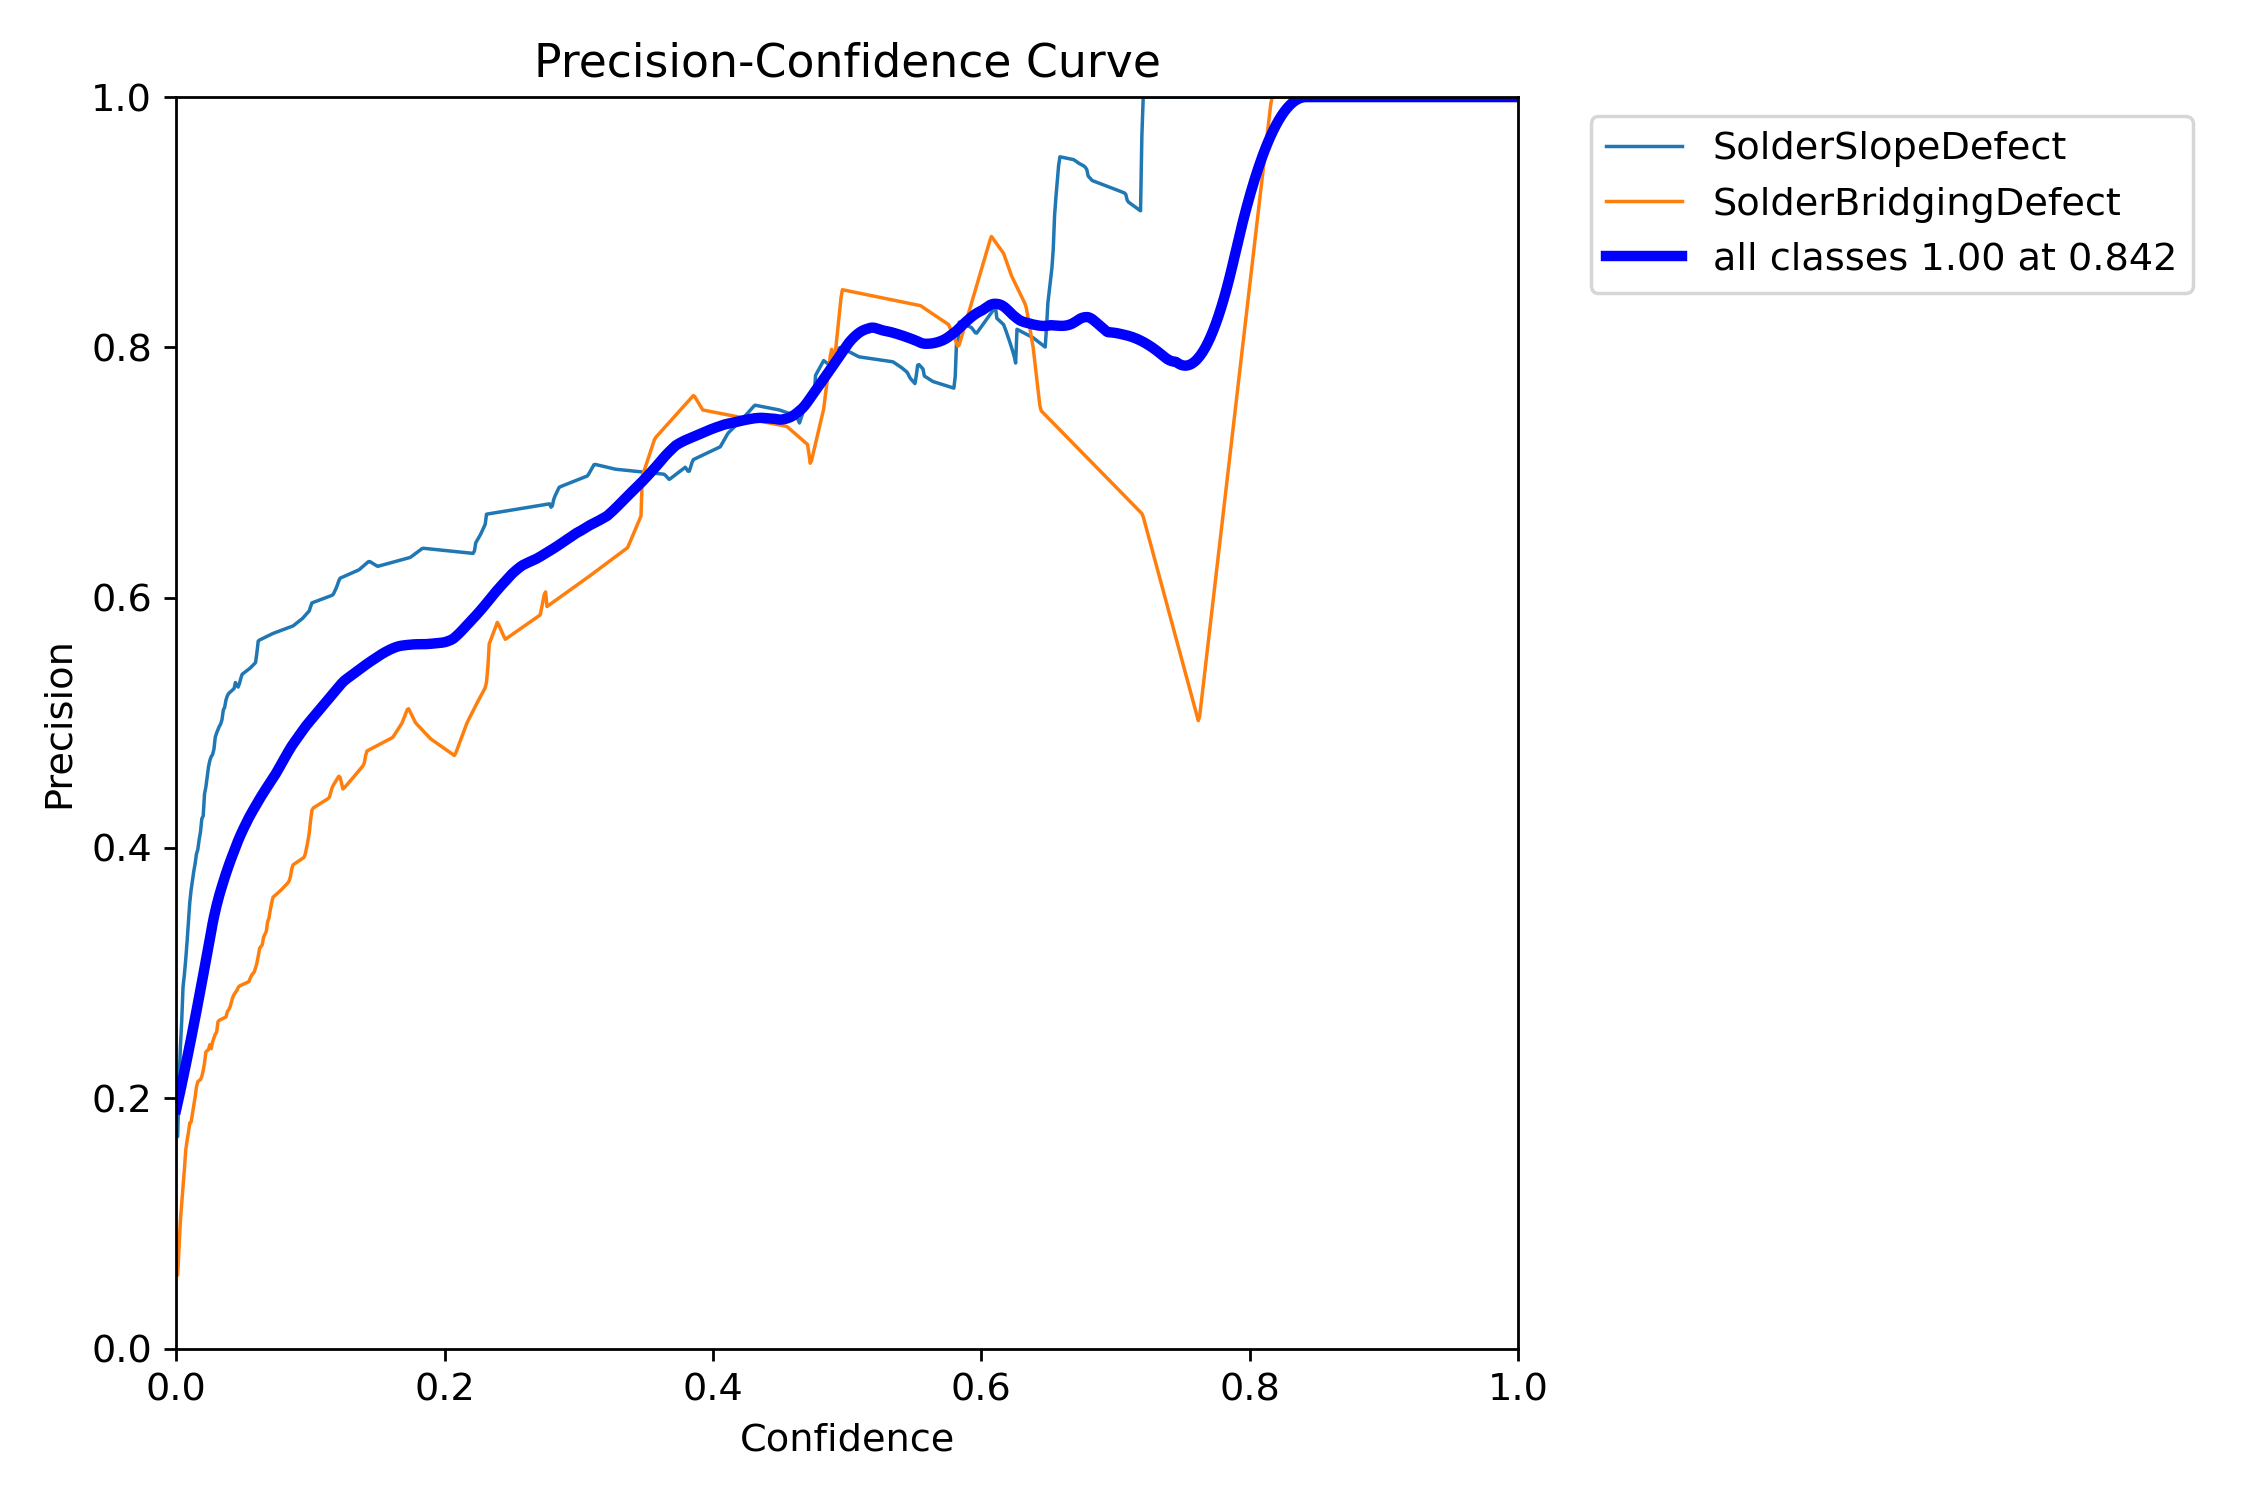 Precision-Confidence Curve
1.0
0.8
0.6
0.4
0.2
0.0
Precision
0.0 0.2 0.4 0.6 0.8 1.0
Confidence
SolderSlopeDefect
SolderBridgingDefect
all classes 1.00 at 0.842